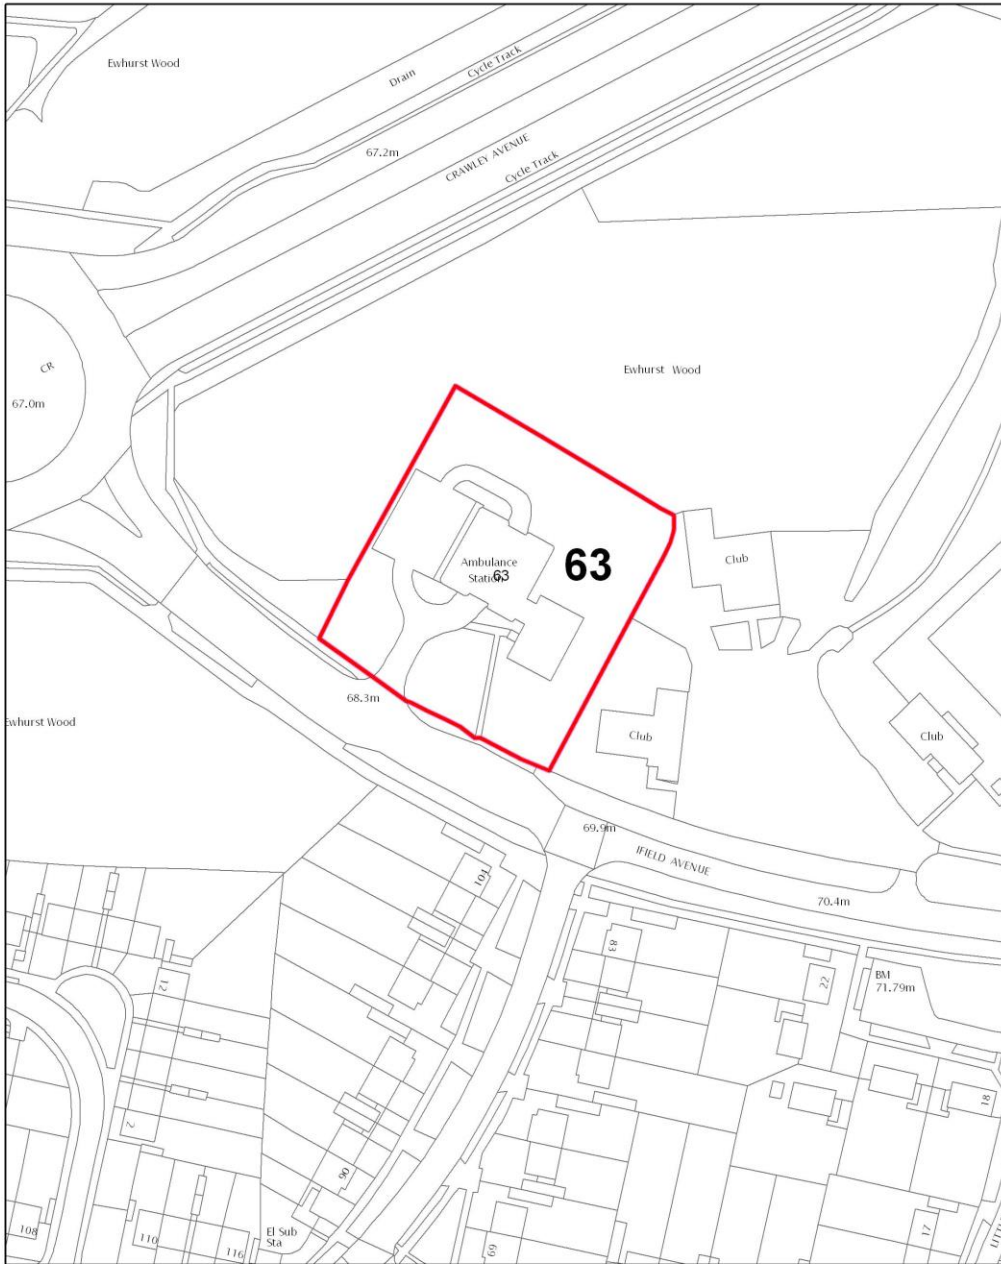 Ewhurst Wood
Drain
Cycle Track
67.2m
CRAWLEY AVENUE
Cycle Track
CR
67.0m
Ewhurst Wood
63
Ambulance
Station
63
Club
68.3m
Ewhurst Wood
Club
Club
69.9m
IFIELD AVENUE
70.4m
104
83
22
BM
71.79m
12
18
2
90
108
110
116
El Sub
Sta
69
17